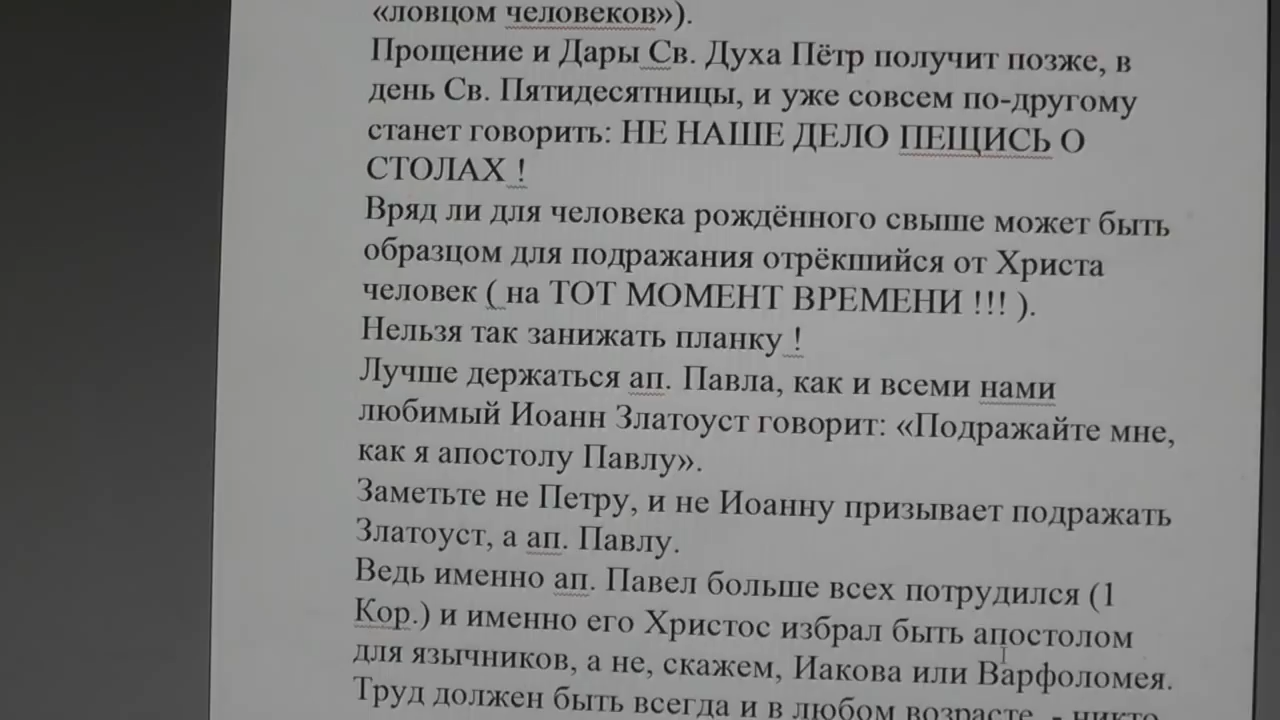 «ловцом человеков»).
Прощение и Дары Св. Духа Пётр получит позже, в
день Св. Пятидесятницы, и уже совсем по-другому
станет говорить: НЕ НАШЕ ДЕЛО ПЕЩИСЬ О
СТОЛАХ !
Вряд ли для человека рождённого свыше может быть
образцом для подражания отрёкшийся от Христа
человек ( на ТОТ МОМЕНТ ВРЕМЕНИ !!! ).
Нельзя так занижать планку !
Лучше держаться ап. Павла, как и всеми нами
любимый Иоанн Златоуст говорит: «Подражайте мне,
как я апостолу Павлу».
Заметьте не Петру, и не Иоанну призывает подражать
Златоуст, а ап. Павлу.
Ведь именно ап. Павел больше всех потрудился (1
Кор.) и именно его Христос избрал быть апостолом
для язычников, а не, скажем, Иакова или Варфоломея.
Труд должен быть всегда и в любом возрасте, - никто